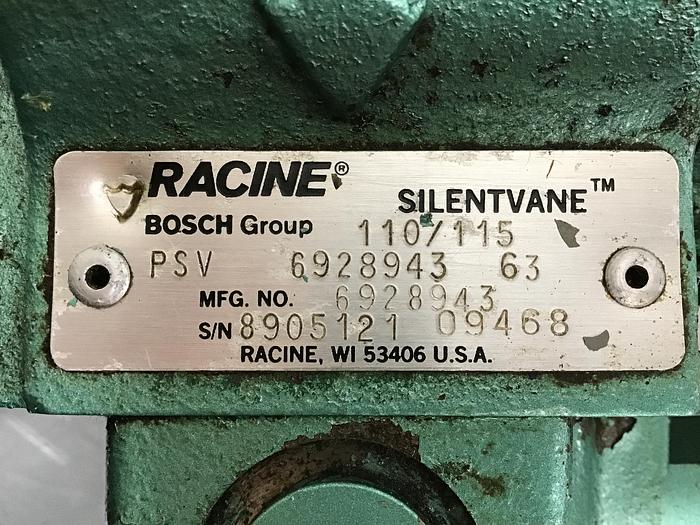 RACINE®
SILENTVANE™
BOSCH Group 110/115
PSV 6928943 63
MFG. NO. 6928943
S/N 8905121 09468
RACINE, WI 53406 U.S.A.